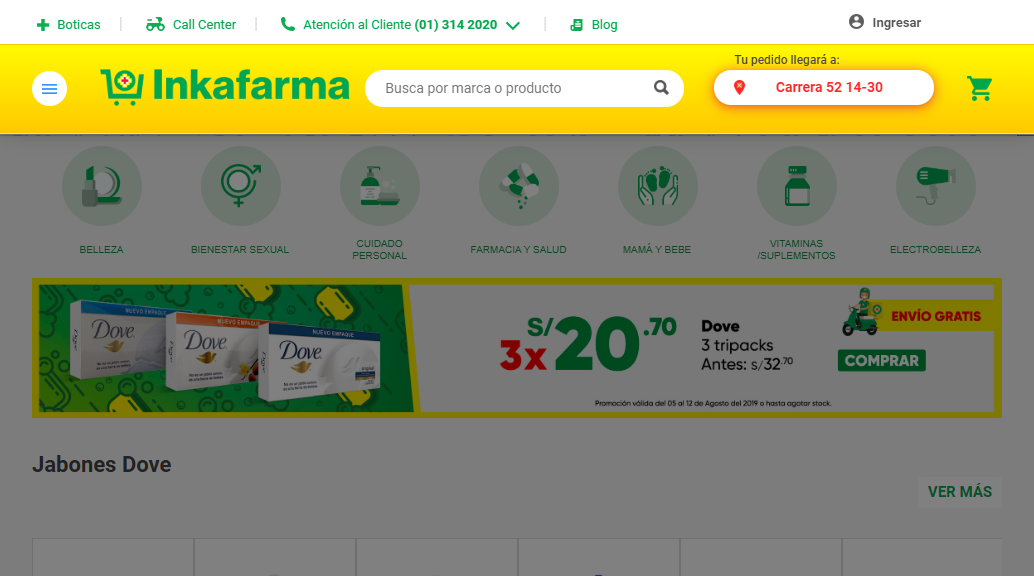 Boticas
Call Center
Atención al Cliente (01) 314 2020
Blog
Ingresar
Inkafarma
Busca por marca o producto
Tu pedido llegará a:
Carrera 52 14-30
BELLEZA
BIENESTAR SEXUAL
CUIDADO
PERSONAL
FARMACIA Y SALUD
MAMÁ Y BEBE
VITAMINAS
/SUPLEMENTOS
ELECTROBELLEZA
NUEVO EMPAQUE
Dove
NUEVO EMPAQUE
Dove
NUEVO EMPAQUE
Dove
3x
S/20.70
Dove
3 tripacks
Antes: s/32.70
ENVÍO GRATIS
COMPRAR
Promoción válida del 05 al 12 de Agosto del 2019 o hasta agotar stock.
Jabones Dove
VER MÁS